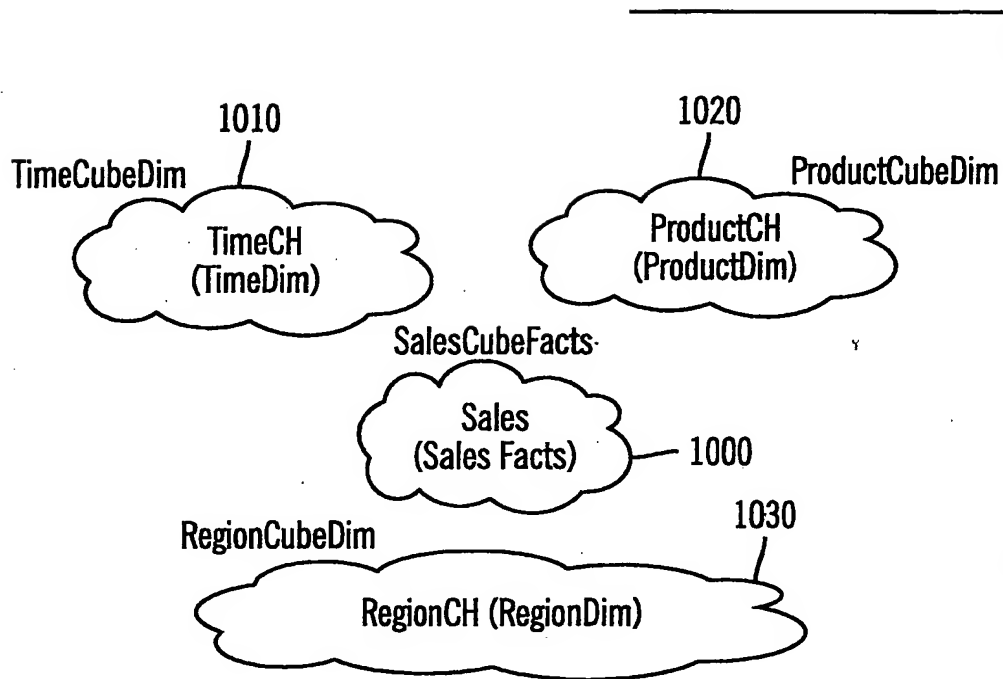 1010
1020
TimeCubeDim
ProductCubeDim
TimeCH
(TimeDim)
ProductCH
(ProductDim)
SalesCubeFacts
Sales
(Sales Facts)
1000
RegionCubeDim
1030
RegionCH (RegionDim)